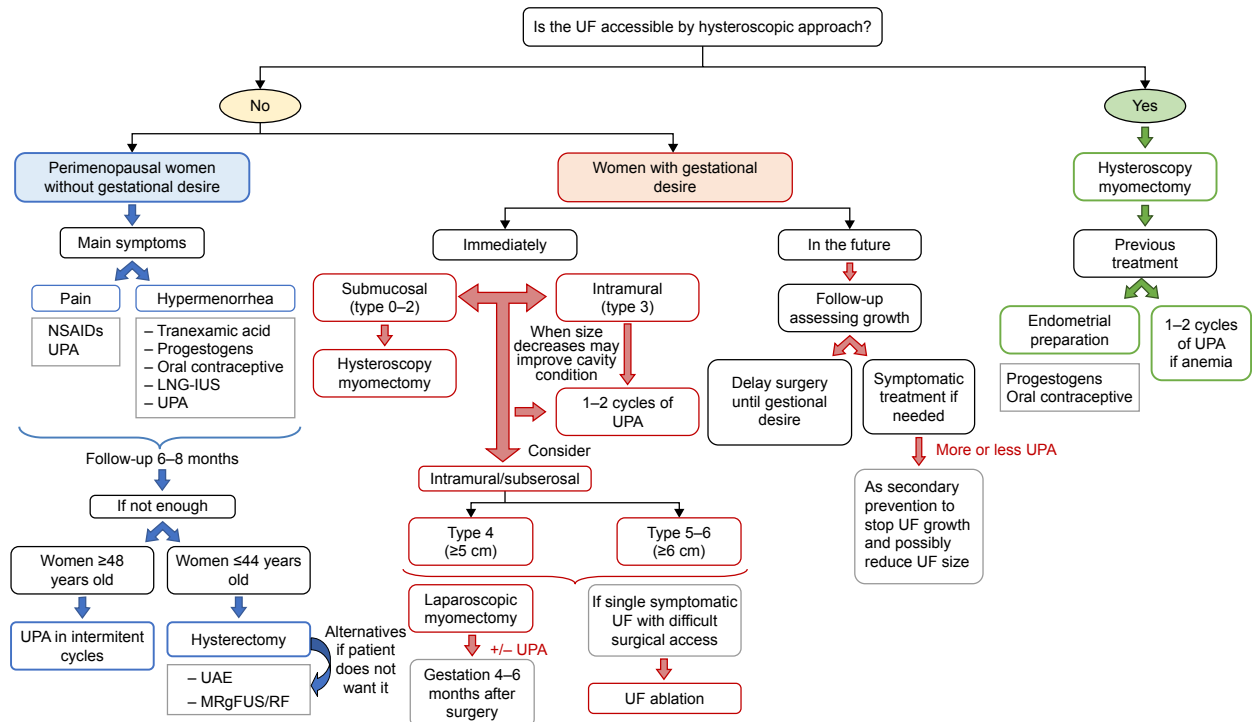 Is the UF accessible by hysteroscopic approach?
No
Yes
Perimenopausal women
without gestational desire
Women with gestational
desire
Hysteroscopy
myomectomy
Main symptoms
Immediately
In the future
Previous
treatment
Pain
Hypermenorrhea
NSAIDs
UPA
– Tranexamic acid
– Progestogens
– Oral contraceptive
– LNG-IUS
– UPA
Submucosal
(type 0–2)
Intramural
(type 3)
Hysteroscopy
myomectomy
When size
decreases may
improve cavity
condition
1–2 cycles of
UPA
Consider
Follow-up
assessing growth
Delay surgery
until gestional
desire
Symptomatic
treatment if
needed
More or less UPA
As secondary
prevention to
stop UF growth
and possibly
reduce UF size
Endometrial
preparation
1–2 cycles
of UPA
if anemia
Progestogens
Oral contraceptive
Follow-up 6–8 months
If not enough
Women ≥48
years old
Women ≤44 years
old
UPA in intermitent
cycles
Hysterectomy
Alternatives
if patient
does not
want it
– UAE
– MRgFUS/RF
Intramural/subserosal
Type 4
(≥5 cm)
Type 5–6
(≥6 cm)
Laparoscopic
myomectomy
+/– UPA
Gestation 4–6
months after
surgery
If single symptomatic
UF with difficult
surgical access
UF ablation